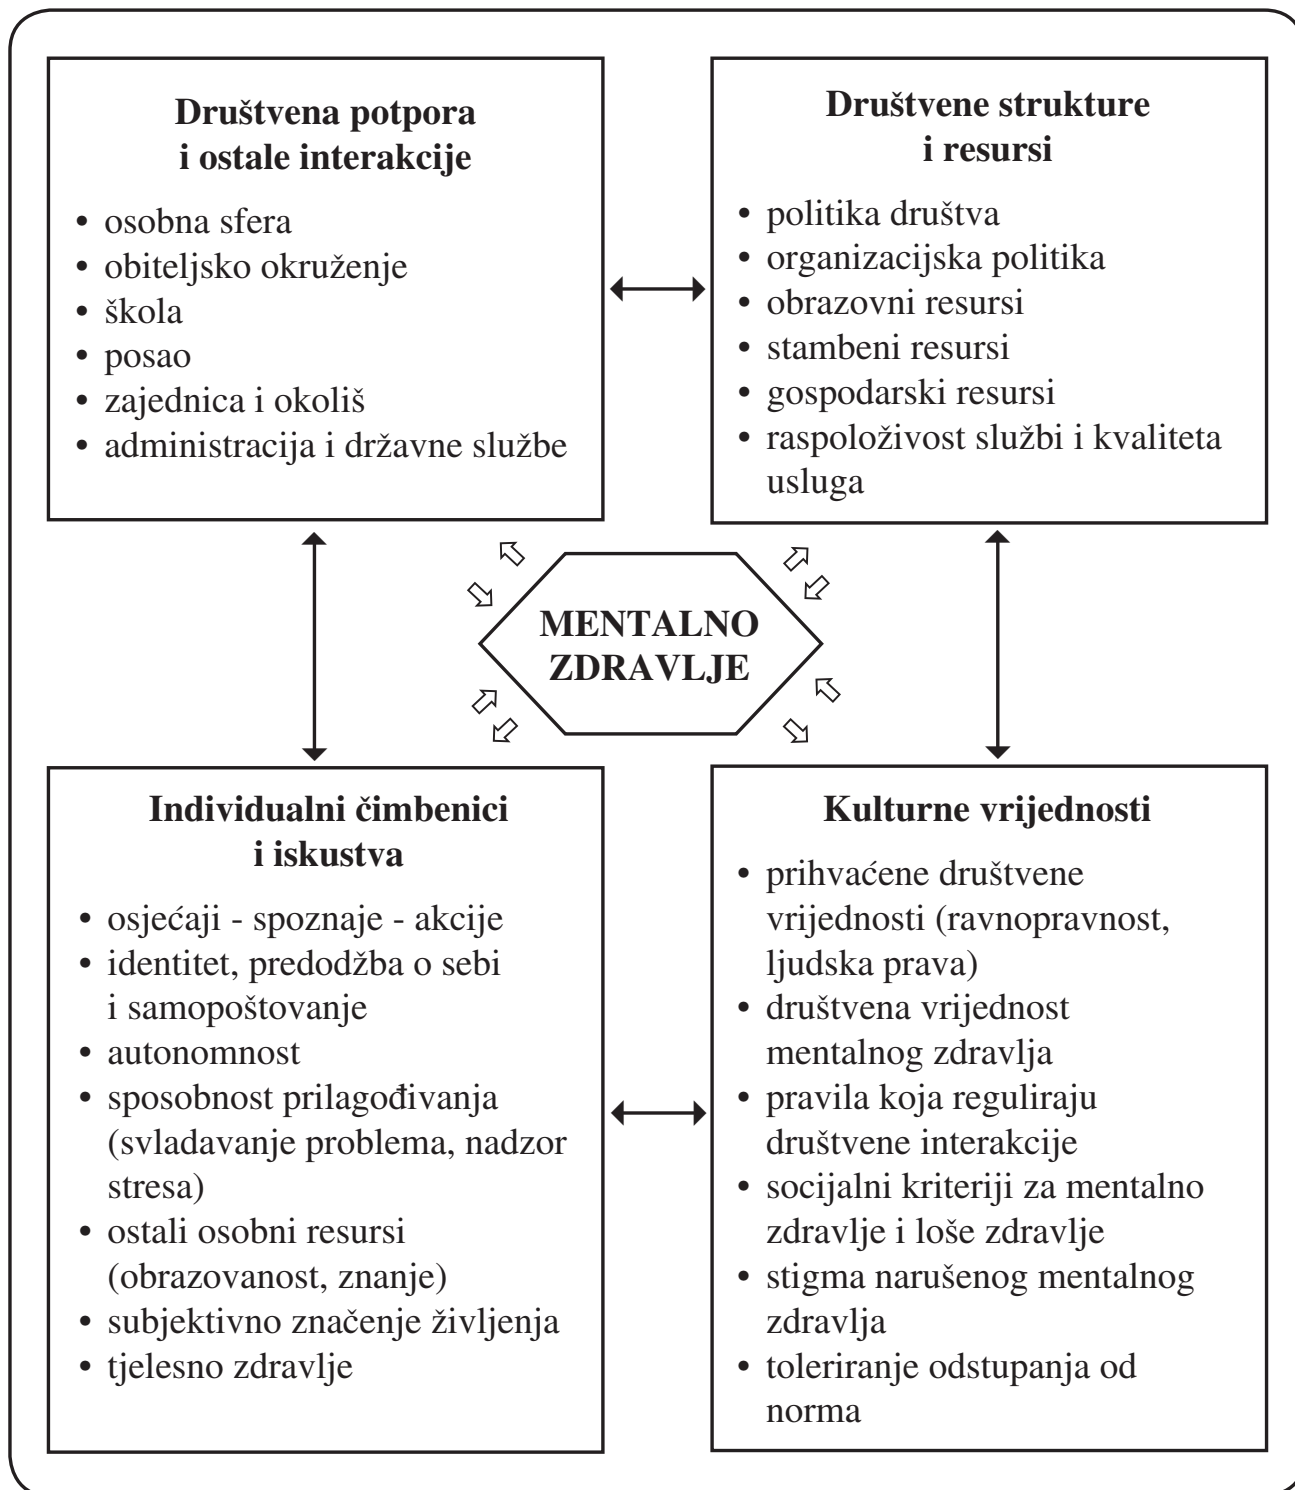 Društvena potpora
i ostale interakcije
• osobna sfera
• obiteljsko okruženje
• škola
• posao
• zajednica i okoliš
• administracija i državne službe
Društvene strukture
i resursi
• politika društva
• organizacijska politika
• obrazovni resursi
• stambeni resursi
• gospodarski resursi
• raspoloživost službi i kvaliteta
usluga
MENTALNO
ZDRAVLJE
Individualni čimbenici
i iskustva
• osjećaji - spoznaje - akcije
• identitet, predodžba o sebi
i samopoštovanje
• autonomnost
• sposobnost prilagođivanja
(svladavanje problema, nadzor
stresa)
• ostali osobni resursi
(obrazovanost, znanje)
• subjektivno značenje življenja
• tjelesno zdravlje
Kulturne vrijednosti
• prihvaćene društvene
vrijednosti (ravnopravnost,
ljudska prava)
• društvena vrijednost
mentalnog zdravlja
• pravila koja reguliraju
društvene interakcije
• socijalni kriteriji za mentalno
zdravlje i loše zdravlje
• stigma narušenog mentalnog
zdravlja
• toleriranje odstupanja od
norma